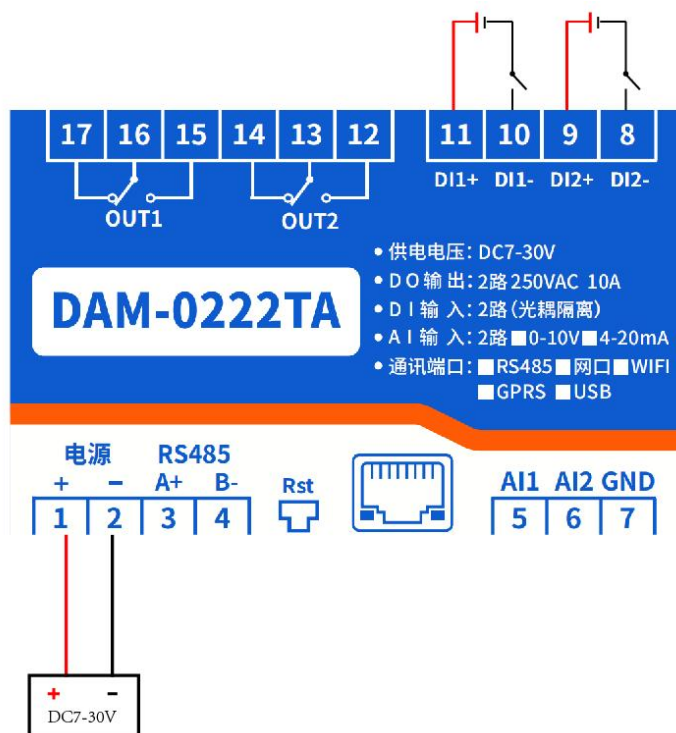 17 16 15 14 13 12 11 10 9 8
DI1+ DI1- DI2+ DI2-
OUT1 OUT2
DAM-0222TA
• 供电电压: DC7-30V
• DO 输 出: 2路 250VAC 10A
• DI 输 入: 2路(光耦隔离)
• AI 输 入: 2路■0-10V■4-20mA
• 通讯端口: ■RS485■网口■WIFI
■GPRS ■USB
电源 RS485
+ − A+ B- Rst AI1 AI2 GND
1 2 3 4 5 6 7
+ −
DC7-30V